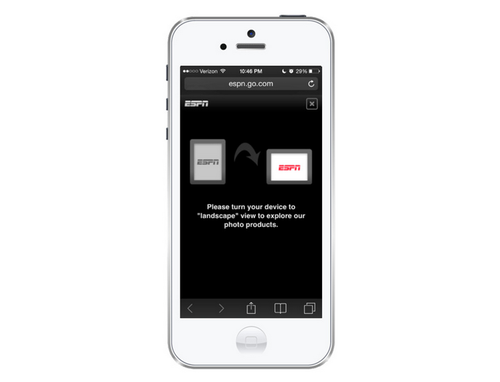 Verizon 10:46 PM 29%
espn.go.com
ESPN
ESPN ESPN
Please turn your device to
"landscape" view to explore our
photo products.